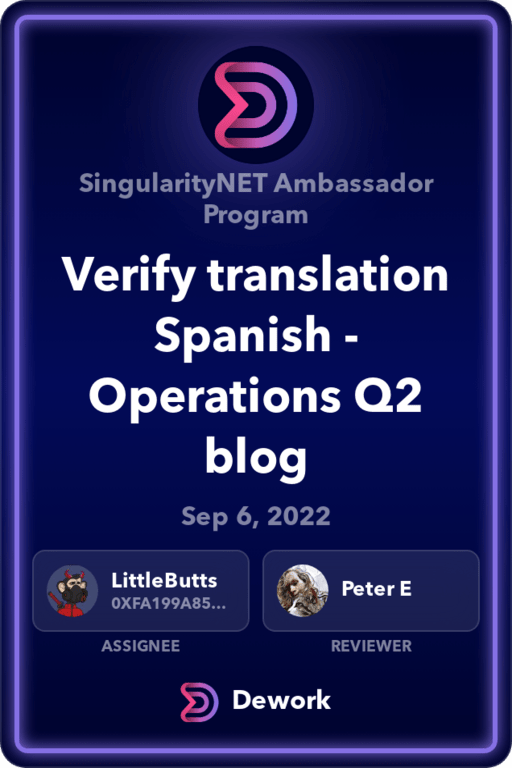 SingularityNET Ambassador
Program
Verify translation
Spanish -
Operations Q2
blog
Sep 6, 2022
LittleButts
0XFA199A85...
Peter E
ASSIGNEE
REVIEWER
Dework